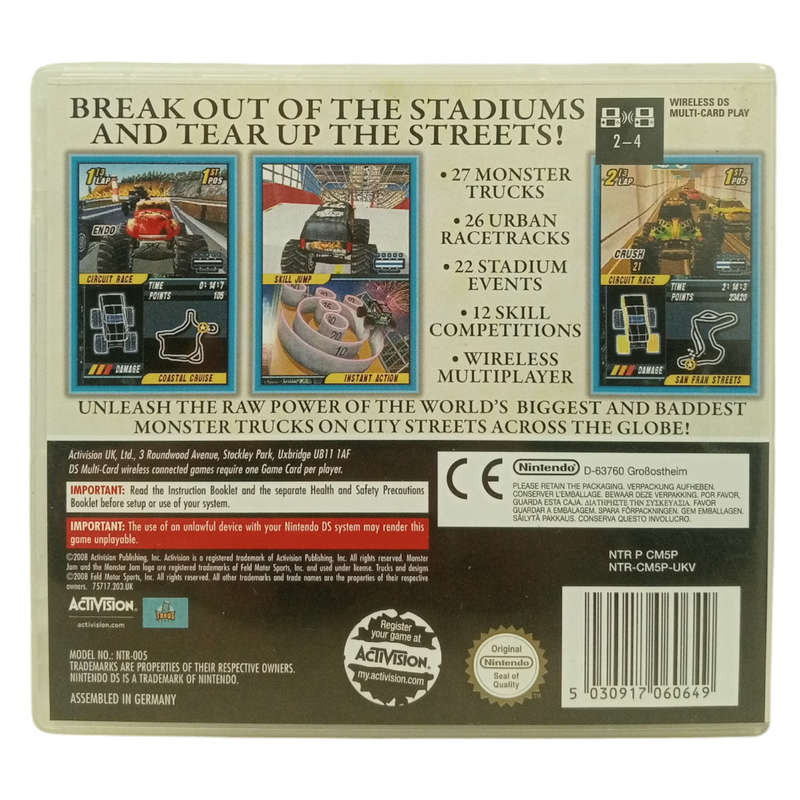 BREAK OUT OF THE STADIUMS
AND TEAR UP THE STREETS!
2-4
WIRELESS DS
MULTI-CARD PLAY
1/3
LAP
1ST
POS
ENDO
CIRCUIT RACE
TIME 0:14:7
POINTS 105
DAMAGE
COASTAL CRUISE
SKILL JUMP
20
10
INSTANT ACTION
• 27 MONSTER
TRUCKS
• 26 URBAN
RACETRACKS
• 22 STADIUM
EVENTS
• 12 SKILL
COMPETITIONS
• WIRELESS
MULTIPLAYER
2/3
LAP
1ST
POS
CRUSH
21
CIRCUIT RACE
TIME 2:14:3
POINTS 23420
DAMAGE
SAN FRAN STREETS
UNLEASH THE RAW POWER OF THE WORLD'S BIGGEST AND BADDEST
MONSTER TRUCKS ON CITY STREETS ACROSS THE GLOBE!
Activision UK, Ltd., 3 Roundwood Avenue, Stockley Park, Uxbridge UB11 1AF
DS Multi-Card wireless connected games require one Game Card per player.
IMPORTANT: Read the Instruction Booklet and the separate Health and Safety Precautions
Booklet before setup or use of your system.
IMPORTANT: The use of an unlawful device with your Nintendo DS system may render this
game unplayable.
©2008 Activision Publishing, Inc. Activision is a registered trademark of Activision Publishing, Inc. All rights reserved. Monster
Jam and the Monster Jam logo are registered trademarks of Feld Motor Sports, Inc. and used under license. Trucks and designs
©2008 Feld Motor Sports, Inc. All rights reserved. All other trademarks and trade names are the properties of their respective
owners. 75717.203.UK
ACTIVISION
activision.com
MODEL NO.: NTR-005
TRADEMARKS ARE PROPERTIES OF THEIR RESPECTIVE OWNERS.
NINTENDO DS IS A TRADEMARK OF NINTENDO.
ASSEMBLED IN GERMANY
Register
your game at
ACTIVISION.
my.activision.com
CE
Nintendo D-63760 Großostheim
PLEASE RETAIN THE PACKAGING. VERPACKUNG AUFHEBEN.
CONSERVER L'EMBALLAGE. BEWAAR DEZE VERPAKKING. POR FAVOR,
GUARDA ESTA CAJA. ΔΙΑΤΗΡΗΣΤΕ ΤΗΝ ΣΥΣΚΕΥΑΣΙΑ. FAVOR
GUARDAR A EMBALAGEM. SPARA FÖRPACKNINGEN. GEM EMBALLAGEN.
SÄILYTÄ PAKKAUS. CONSERVA QUESTO INVOLUCRO.
NTR P CM5P
NTR-CM5P-UKV
Original
Nintendo
Seal of
Quality
5 030917 060649